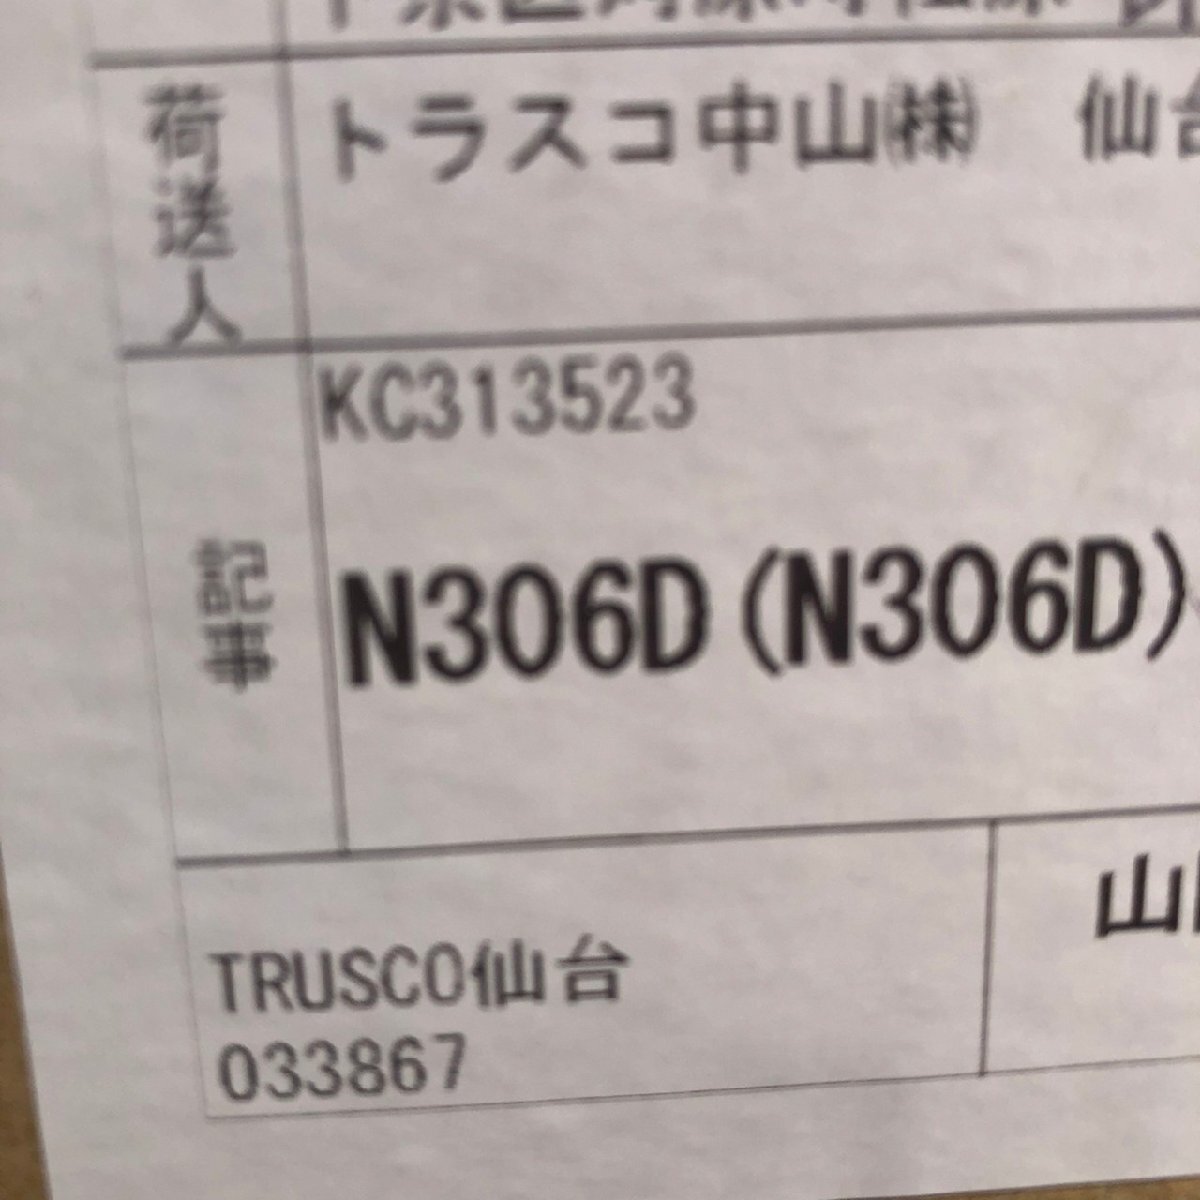 荷送人
トラスコ中山㈱　仙台
KC313523
記事
N306D(N306D)
山
TRUSCO仙台
033867